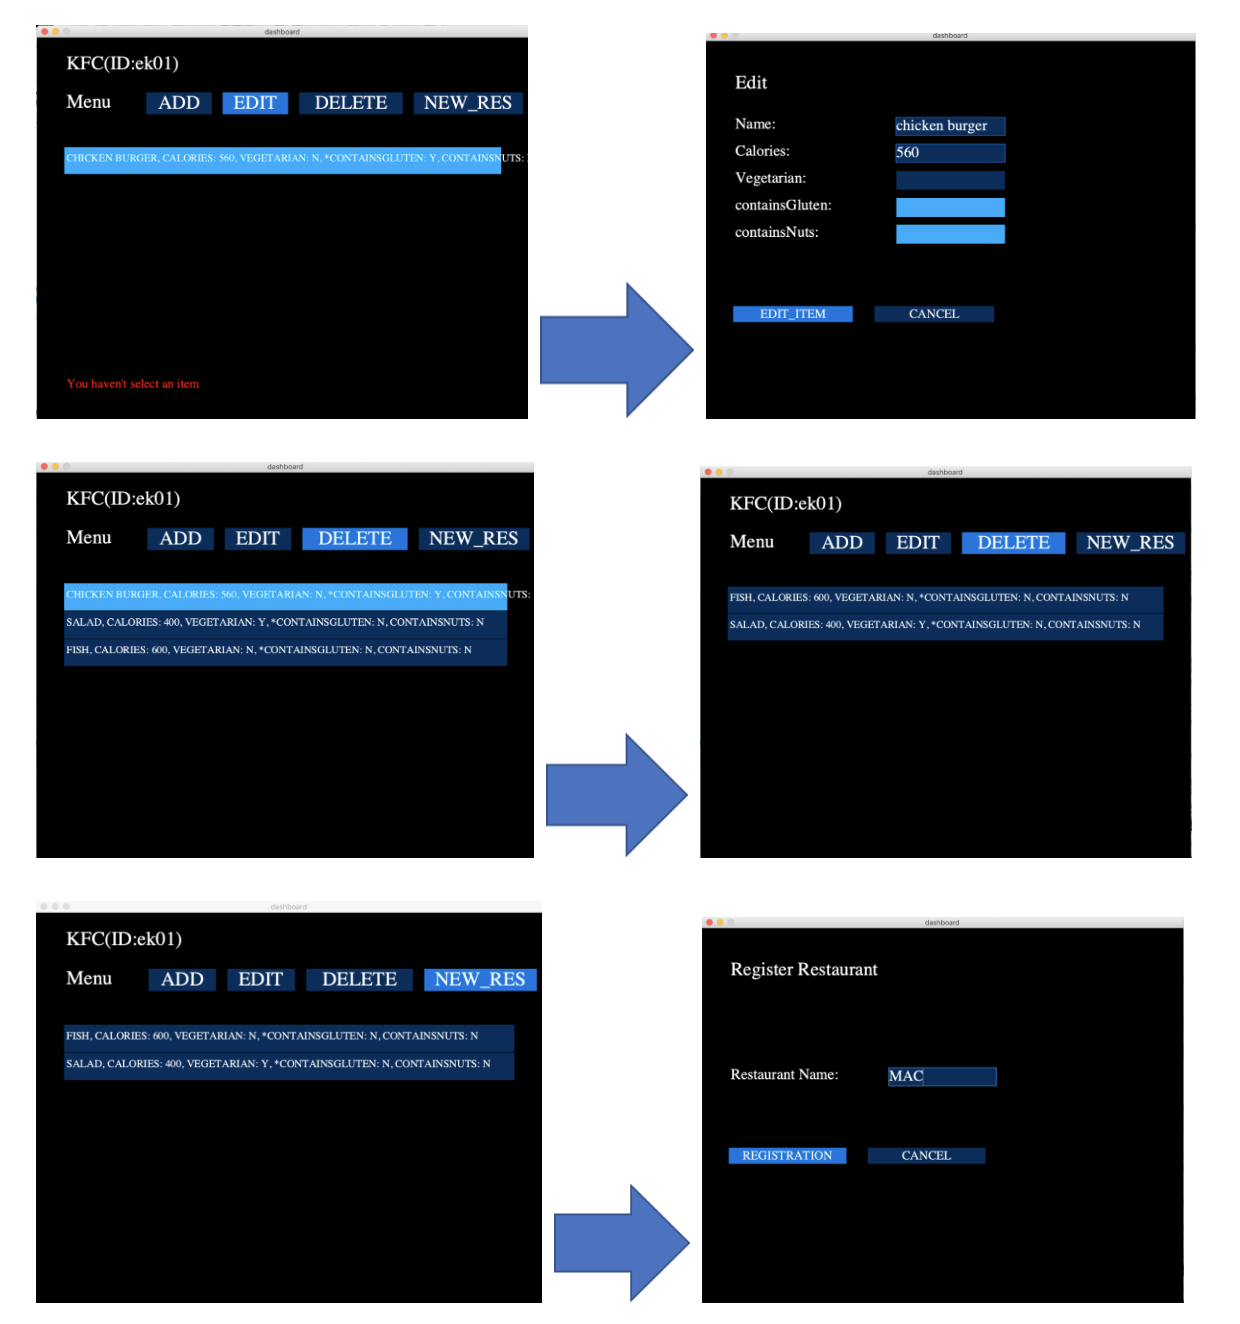 dashboard
KFC(ID:ek01)
Menu ADD EDIT DELETE NEW_RES
CHICKEN BURGER, CALORIES: 560, VEGETARIAN: N, *CONTAINSGLUTEN: Y, CONTAINSNUTS:
You haven't select an item
dashboard
Edit
Name: chicken burger
Calories: 560
Vegetarian:
containsGluten:
containsNuts:
EDIT_ITEM CANCEL
dashboard
KFC(ID:ek01)
Menu ADD EDIT DELETE NEW_RES
CHICKEN BURGER, CALORIES: 560, VEGETARIAN: N, *CONTAINSGLUTEN: Y, CONTAINSNUTS:
SALAD, CALORIES: 400, VEGETARIAN: Y, *CONTAINSGLUTEN: N, CONTAINSNUTS: N
FISH, CALORIES: 600, VEGETARIAN: N, *CONTAINSGLUTEN: N, CONTAINSNUTS: N
dashboard
KFC(ID:ek01)
Menu ADD EDIT DELETE NEW_RES
FISH, CALORIES: 600, VEGETARIAN: N, *CONTAINSGLUTEN: N, CONTAINSNUTS: N
SALAD, CALORIES: 400, VEGETARIAN: Y, *CONTAINSGLUTEN: N, CONTAINSNUTS: N
dashboard
KFC(ID:ek01)
Menu ADD EDIT DELETE NEW_RES
FISH, CALORIES: 600, VEGETARIAN: N, *CONTAINSGLUTEN: N, CONTAINSNUTS: N
SALAD, CALORIES: 400, VEGETARIAN: Y, *CONTAINSGLUTEN: N, CONTAINSNUTS: N
dashboard
Register Restaurant
Restaurant Name: MAC
REGISTRATION CANCEL